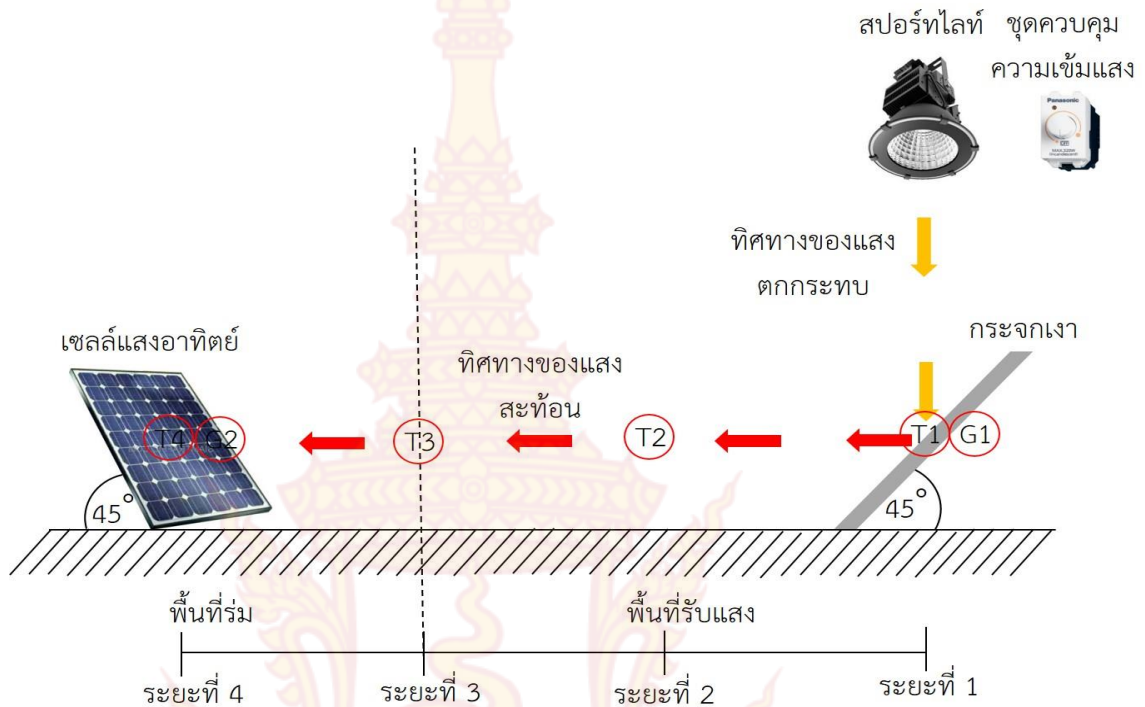 สปอร์ทไลท์
ชุดควบคุม
ความเข้มแสง
Panasonic
ทิศทางของแสง
ตกกระทบ
กระจกเงา
เซลล์แสงอาทิตย์
ทิศทางของแสง
สะท้อน
T4 G2 T3 T2 T1 G1
45°
45°
พื้นที่ร่ม
พื้นที่รับแสง
ระยะที่ 4
ระยะที่ 3
ระยะที่ 2
ระยะที่ 1